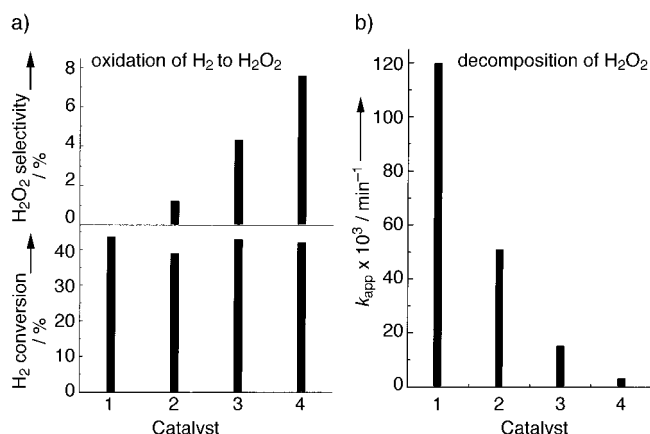 a)
oxidation of H₂ to H₂O₂
H₂O₂ selectivity
/ %
8
6
4
2
0
H₂ conversion
/ %
40
30
20
10
0
1 2 3 4
Catalyst
b)
decomposition of H₂O₂
k_app x 10³ / min⁻¹
120
100
80
60
40
20
0
1 2 3 4
Catalyst